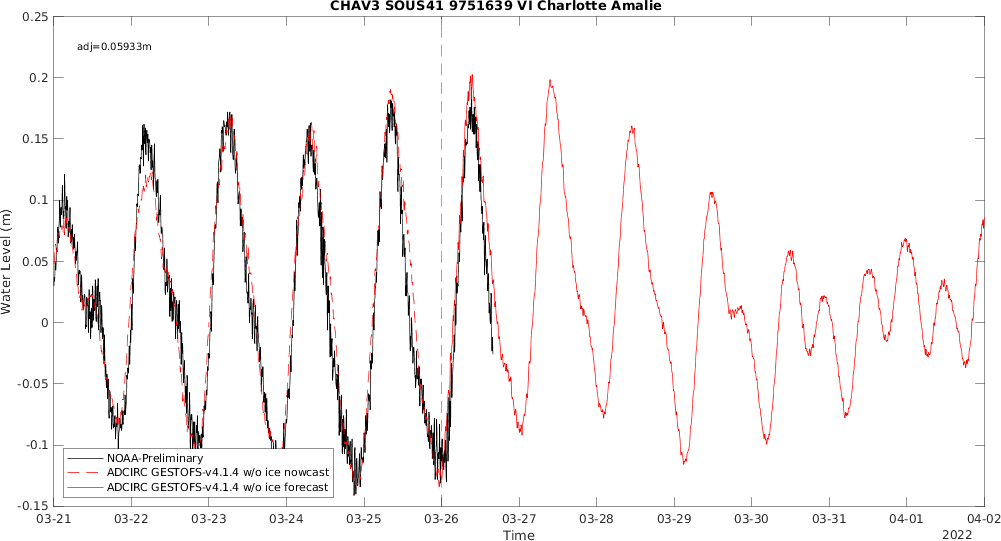 CHAV3 SOUS41 9751639 VI Charlotte Amalie
adj=0.05933m
0.25
0.2
0.15
0.1
0.05
0
-0.05
-0.1
-0.15
Water Level (m)
NOAA-Preliminary
ADCIRC GESTOFS-v4.1.4 w/o ice nowcast
ADCIRC GESTOFS-v4.1.4 w/o ice forecast
03-21 03-22 03-23 03-24 03-25 03-26 03-27 03-28 03-29 03-30 03-31 04-01 04-02
Time
2022